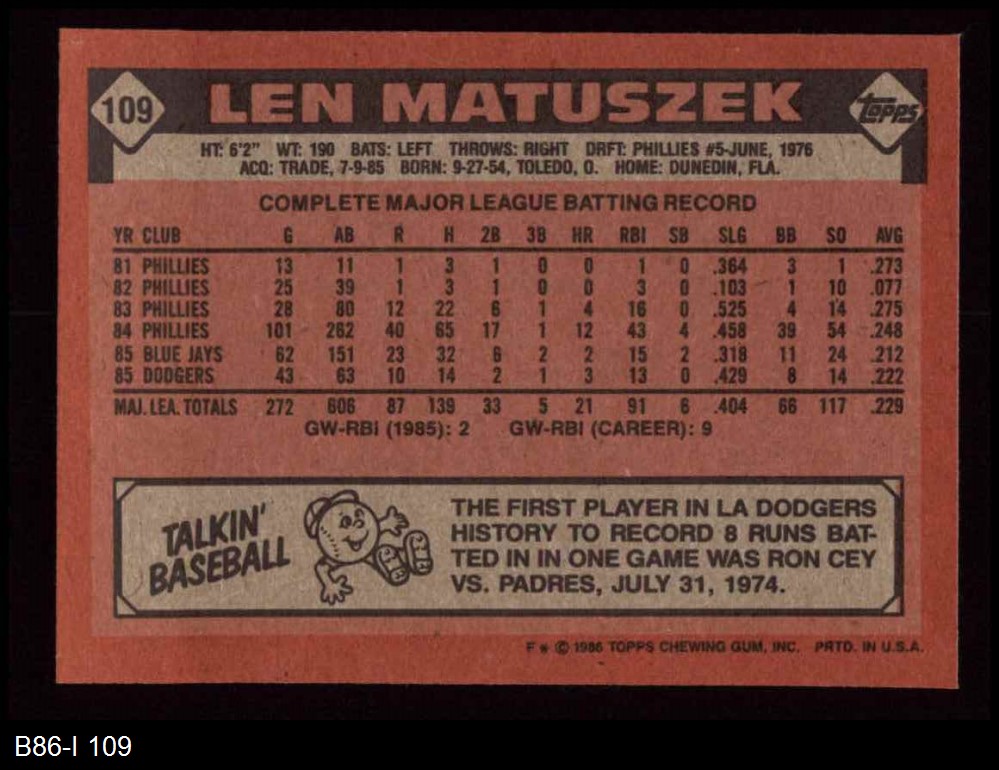 109 LEN MATUSZEK Topps
HT: 6'2" WT: 190 BATS: LEFT THROWS: RIGHT DRFT: PHILLIES #5-JUNE, 1976
ACQ: TRADE, 7-9-85 BORN: 9-27-54, TOLEDO, O. HOME: DUNEDIN, FLA.
COMPLETE MAJOR LEAGUE BATTING RECORD
YR CLUB G AB R H 2B 3B HR RBI SB SLG BB SO AVG
81 PHILLIES 13 11 1 3 1 0 0 1 0 .364 3 1 .273
82 PHILLIES 25 39 1 3 1 0 0 3 0 .103 1 10 .077
83 PHILLIES 28 80 12 22 6 1 4 16 0 .525 4 14 .275
84 PHILLIES 101 262 40 65 17 1 12 43 4 .458 39 54 .248
85 BLUE JAYS 62 151 23 32 6 2 2 15 2 .318 11 24 .212
85 DODGERS 43 63 10 14 2 1 3 13 0 .429 8 14 .222
MAJ. LEA. TOTALS 272 606 87 139 33 5 21 91 6 .404 66 117 .229
GW-RBI (1985): 2 GW-RBI (CAREER): 9
TALKIN'
BASEBALL
THE FIRST PLAYER IN LA DODGERS
HISTORY TO RECORD 8 RUNS BAT-
TED IN IN ONE GAME WAS RON CEY
VS. PADRES, JULY 31, 1974.
F * © 1986 TOPPS CHEWING GUM, INC. PRTD. IN U.S.A.
B86-I 109